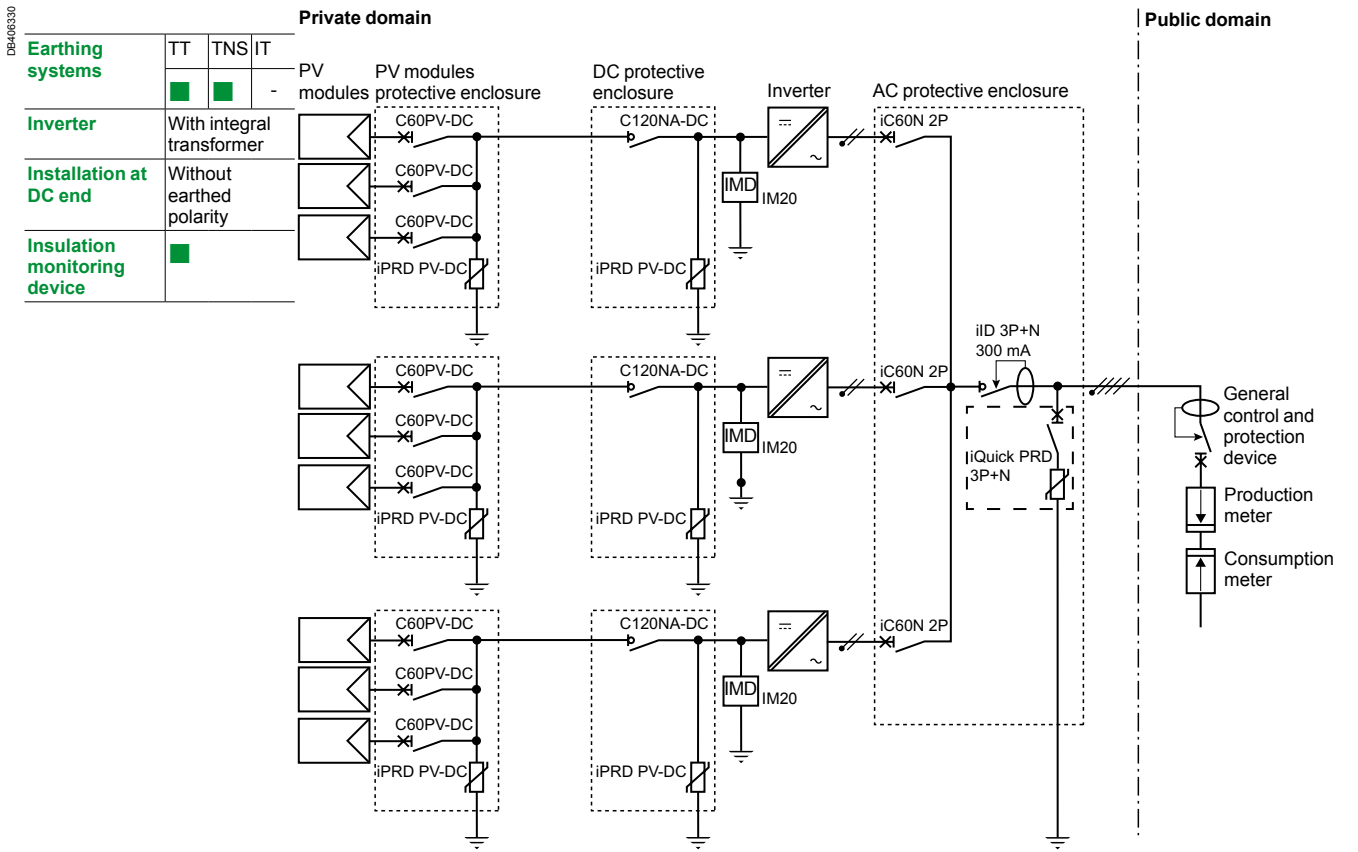 DB406330
Private domain
Public domain
Earthing
systems
TT
TNS
IT
-
Inverter
With integral
transformer
Installation at
DC end
Without
earthed
polarity
Insulation
monitoring
device
PV
modules
PV modules
protective enclosure
DC protective
enclosure
Inverter
AC protective enclosure
C60PV-DC
C60PV-DC
C60PV-DC
iPRD PV-DC
C120NA-DC
iPRD PV-DC
IMD
IM20
iC60N 2P
C60PV-DC
C60PV-DC
C60PV-DC
iPRD PV-DC
C120NA-DC
iPRD PV-DC
IMD
IM20
iC60N 2P
iID 3P+N
300 mA
iQuick PRD
3P+N
General
control and
protection
device
Production
meter
Consumption
meter
C60PV-DC
C60PV-DC
C60PV-DC
iPRD PV-DC
C120NA-DC
iPRD PV-DC
IMD
IM20
iC60N 2P